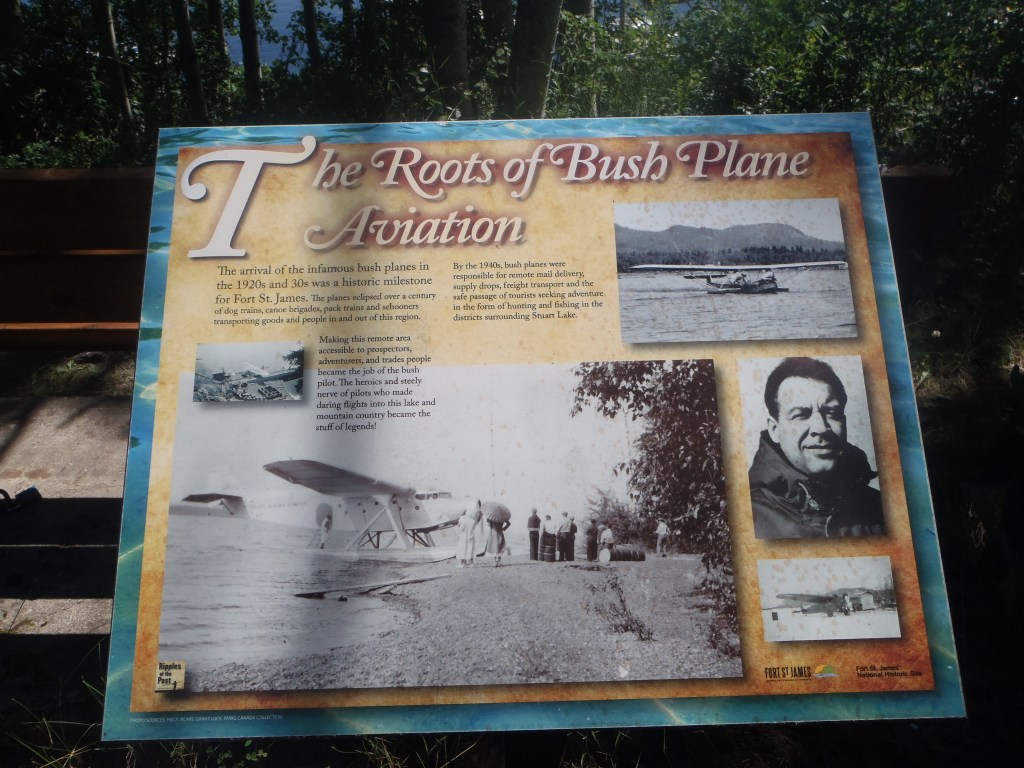 The Roots of Bush Plane
Aviation
The arrival of the infamous bush planes in
the 1920s and 30s was a historic milestone
for Fort St. James. The planes eclipsed over a century
of dog trains, canoe brigades, pack trains and schooners
transporting goods and people in and out of this region.
By the 1940s, bush planes were
responsible for remote mail delivery,
supply drops, freight transport and the
safe passage of tourists seeking adventure
in the form of hunting and fishing in the
districts surrounding Stuart Lake.
Making this remote area
accessible to prospectors,
adventurers, and trades people
became the job of the bush
pilot. The heroics and steely
nerve of pilots who made
daring flights into this lake and
mountain country became the
stuff of legends!
Ripples
of the
Past
FORT ST JAMES
Fort St. James
National Historic Site
PHOTO SOURCES: GRANT LUCK, PARKS CANADA COLLECTION